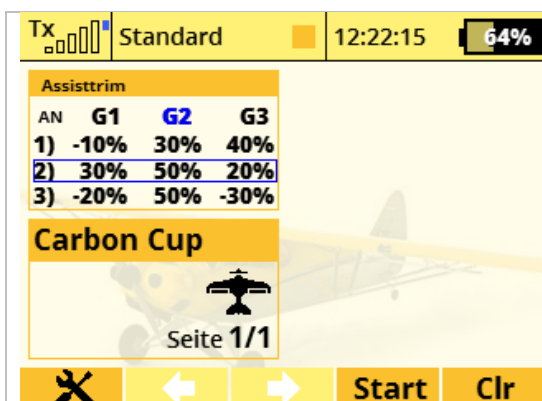 Tx Standard 12:22:15 64%
Assisttrim
AN G1 G2 G3
1) -10% 30% 40%
2) 30% 50% 20%
3) -20% 50% -30%
Carbon Cup
Seite 1/1
Start Clr